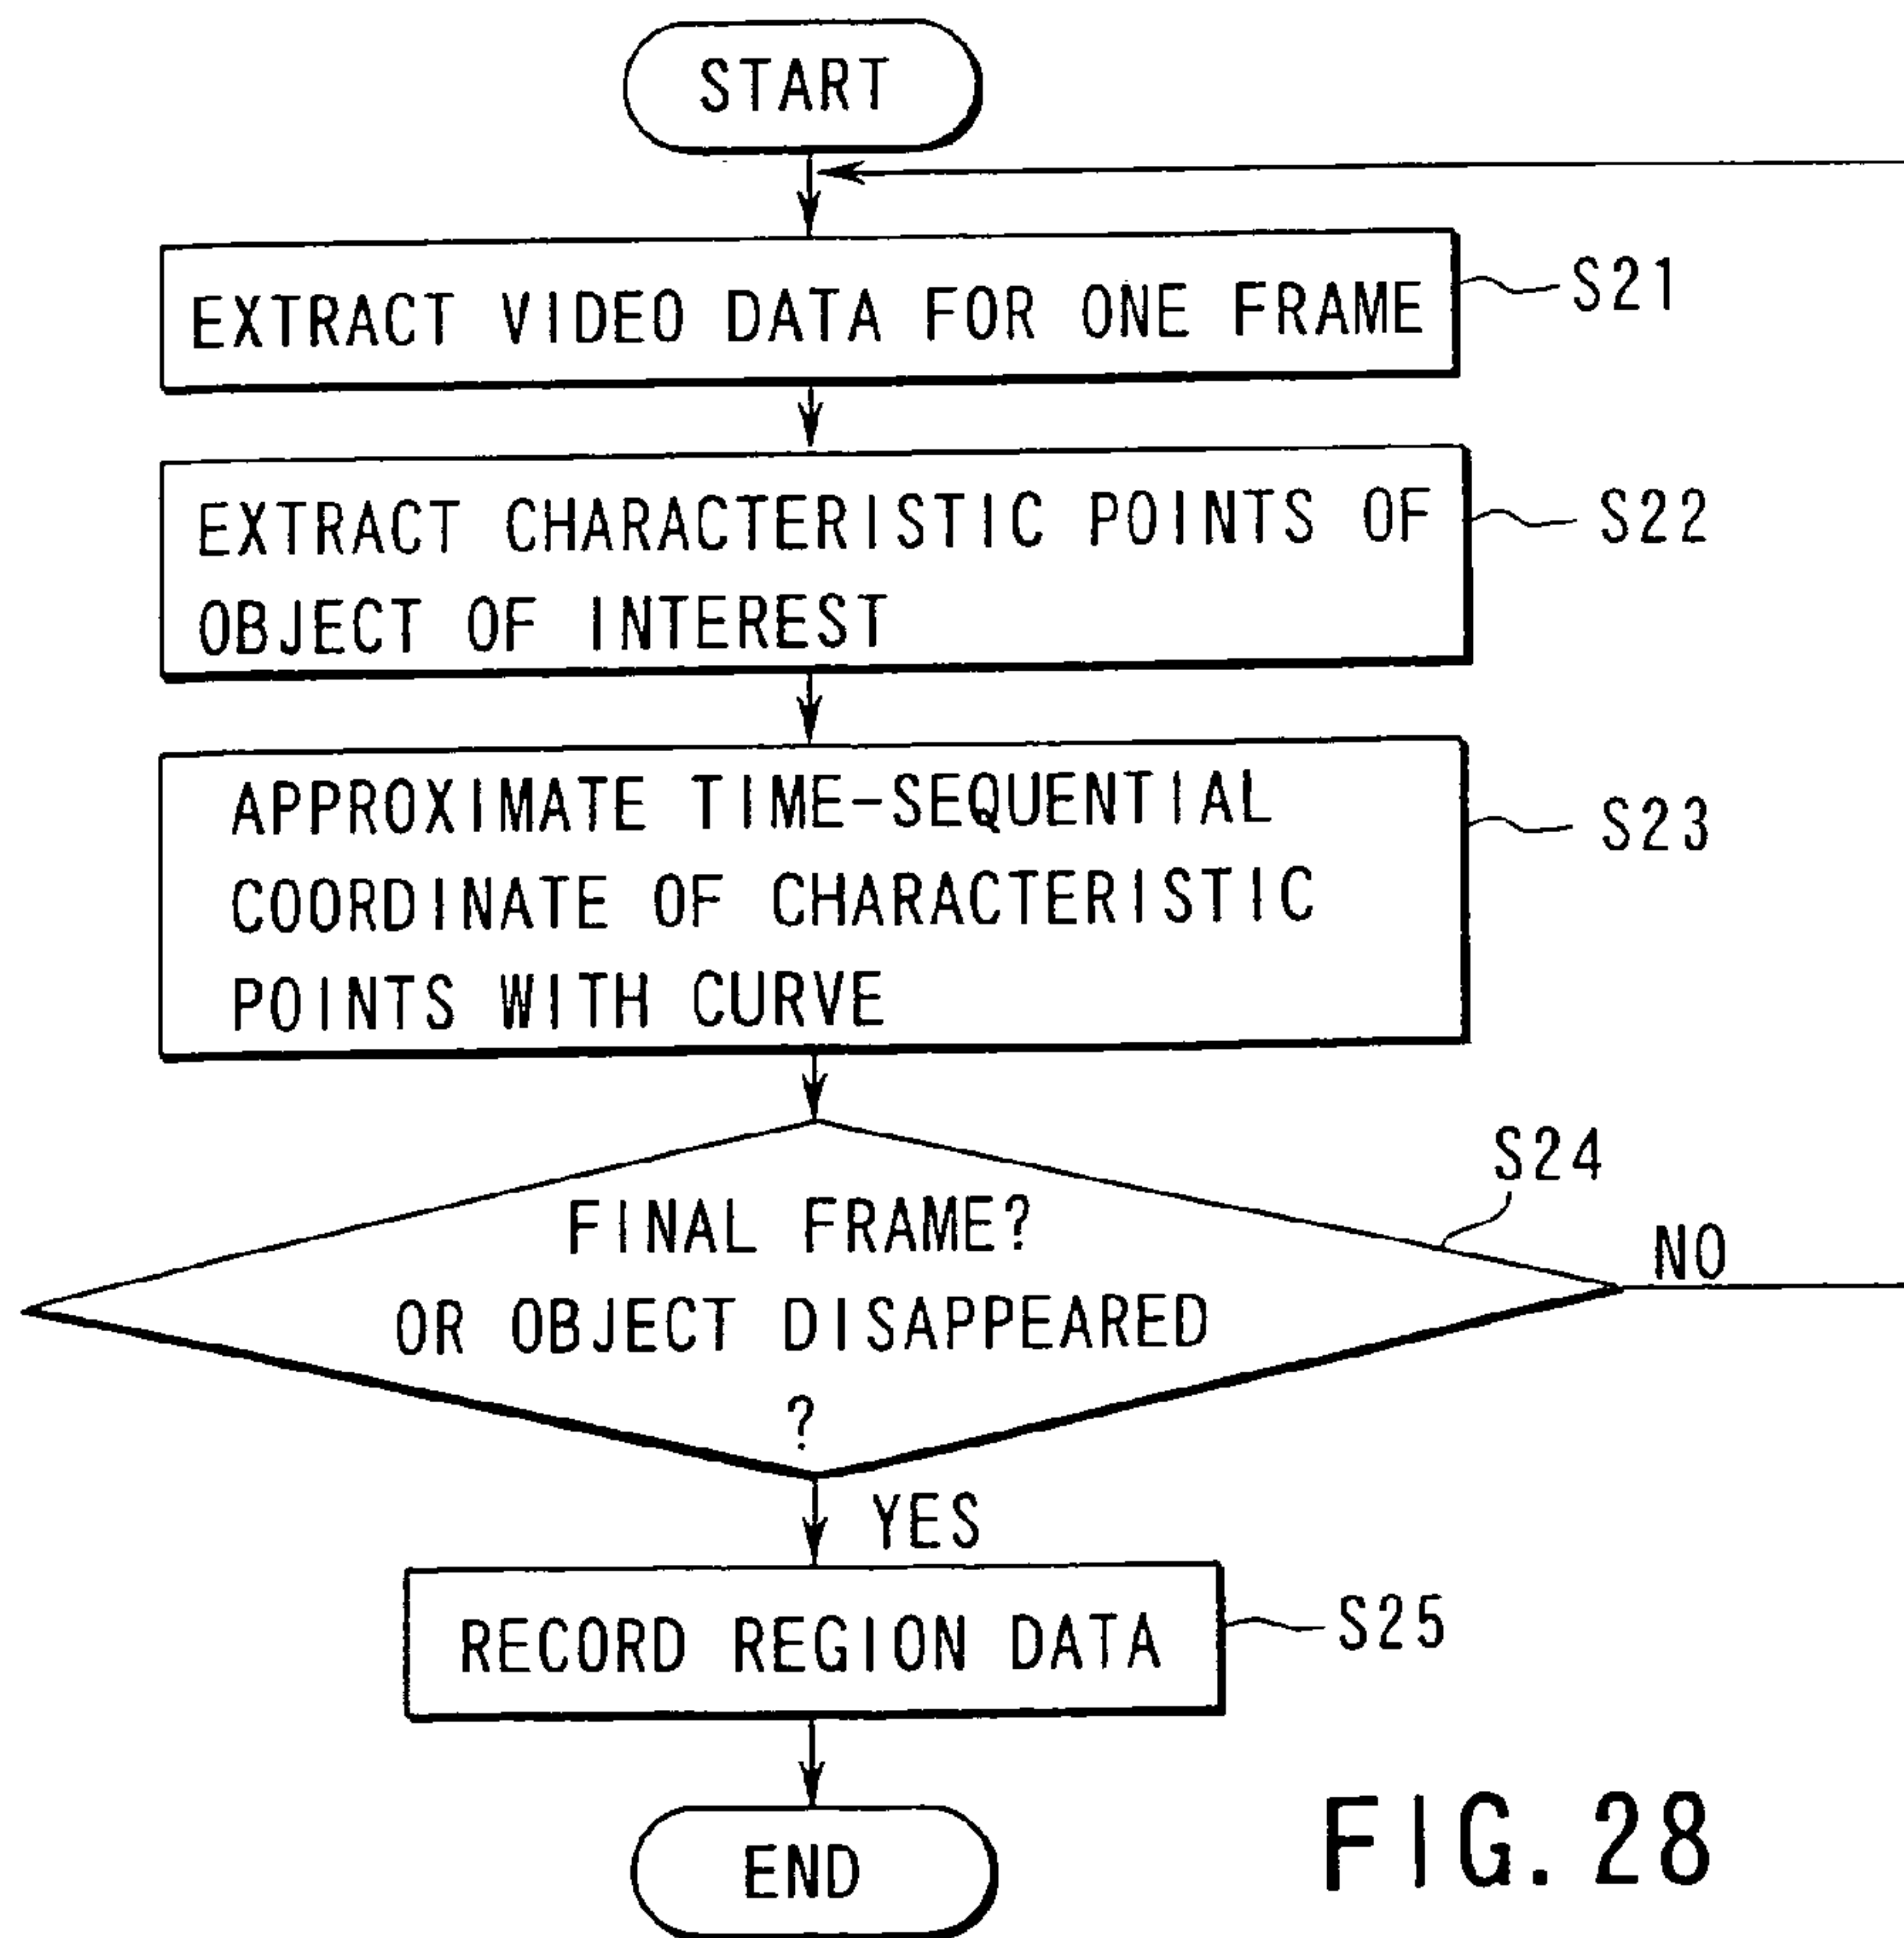 START
EXTRACT VIDEO DATA FOR ONE FRAME
S21
EXTRACT CHARACTERISTIC POINTS OF
OBJECT OF INTEREST
S22
APPROXIMATE TIME-SEQUENTIAL
COORDINATE OF CHARACTERISTIC
POINTS WITH CURVE
S23
FINAL FRAME?
OR OBJECT DISAPPEARED
?
S24
NO
YES
RECORD REGION DATA
S25
END
FIG. 28